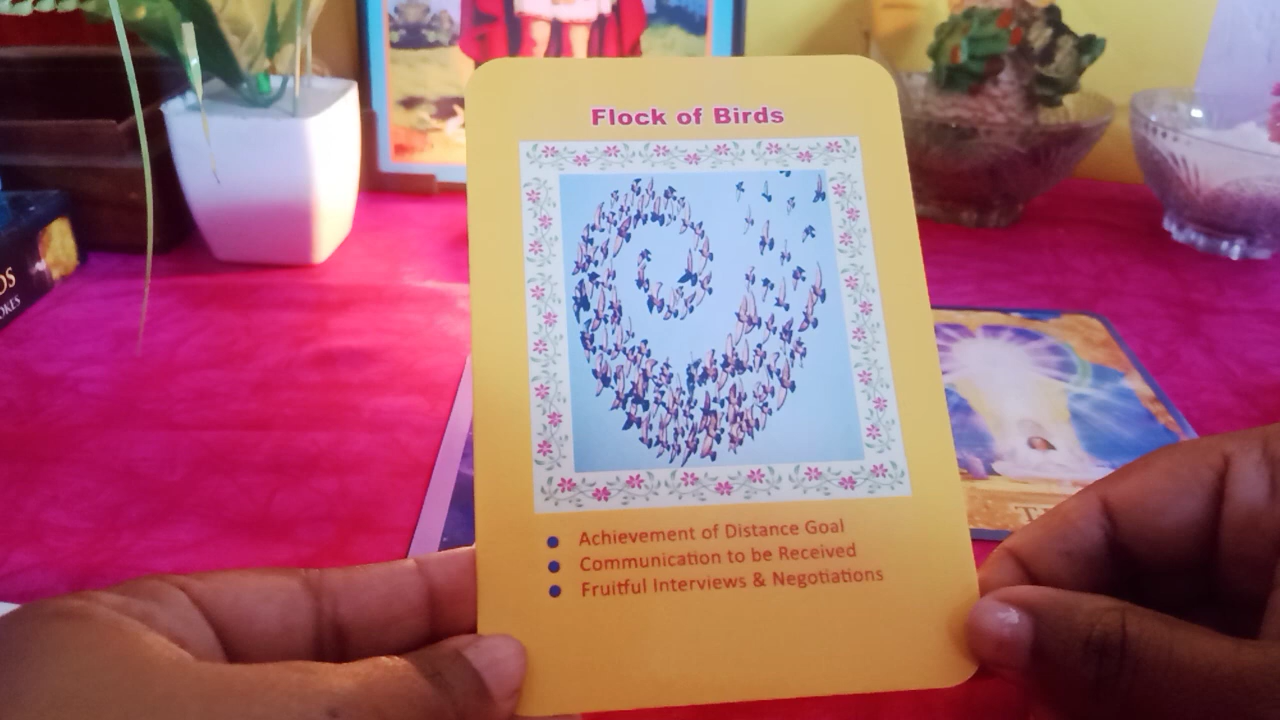 Flock of Birds
Achievement of Distance Goal
Communication to be Received
Fruitful Interviews & Negotiations